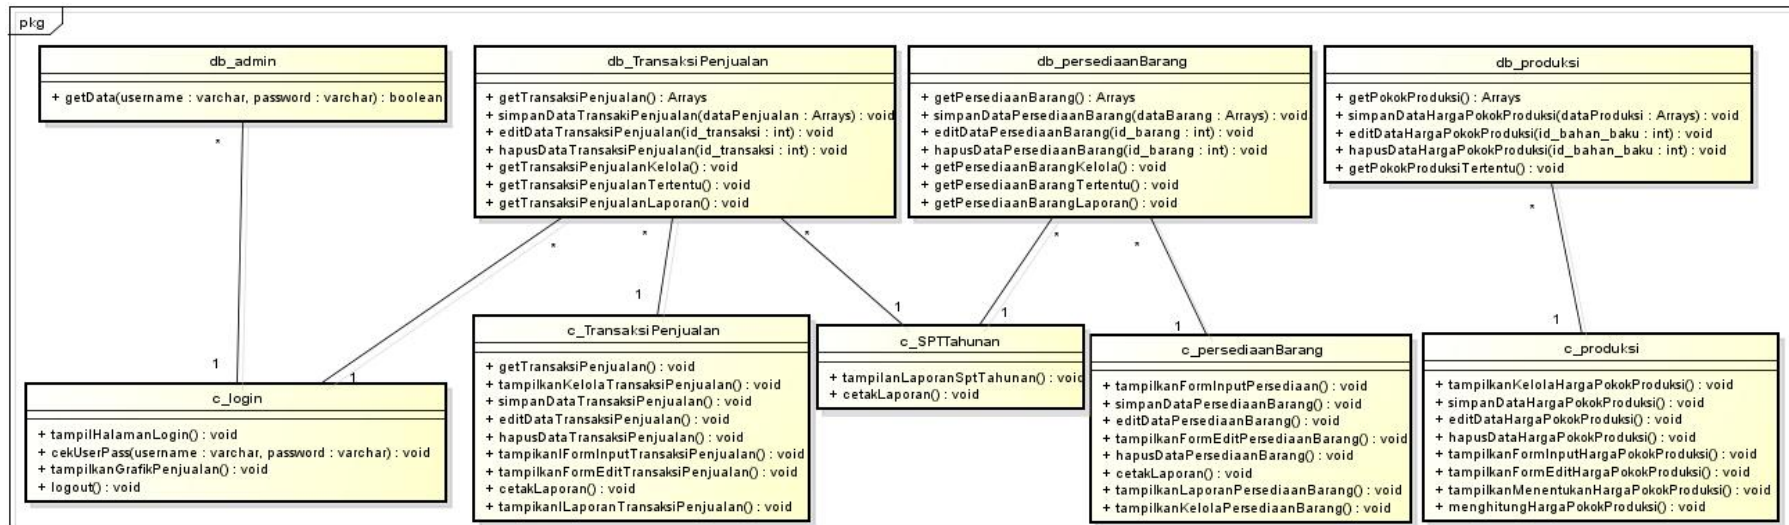 pkg
db_admin
+ getData(username : varchar, password : varchar) : boolean
db_TransaksiPenjualan
+ getTransaksiPenjualan() : Arrays
+ simpanDataTransakiPenjualan(dataPenjualan : Arrays) : void
+ editDataTransaksiPenjualan(id_transaksi : int) : void
+ hapusDataTransaksiPenjualan(id_transaksi : int) : void
+ getTransaksiPenjualanKelola() : void
+ getTransaksiPenjualanTertentu() : void
+ getTransaksiPenjualanLaporan() : void
db_persediaanBarang
+ getPersediaanBarang() : Arrays
+ simpanDataPersediaanBarang(dataBarang : Arrays) : void
+ editDataPersediaanBarang(id_barang : int) : void
+ hapusDataPersediaanBarang(id_barang : int) : void
+ getPersediaanBarangKelola() : void
+ getPersediaanBarangTertentu() : void
+ getPersediaanBarangLaporan() : void
db_produksi
+ getPokokProduksi() : Arrays
+ simpanDataHargaPokokProduksi(dataProduksi : Arrays) : void
+ editDataHargaPokokProduksi(id_bahan_baku : int) : void
+ hapusDataHargaPokokProduksi(id_bahan_baku : int) : void
+ getPokokProduksiTertentu() : void
*
*
*
*
*
*
*
1
1
1
1
1
1
1
c_login
+ tampilHalamanLogin() : void
+ cekUserPass(username : varchar, password : varchar) : void
+ tampilkanGrafikPenjualan() : void
+ logout() : void
c_TransaksiPenjualan
+ getTransaksiPenjualan() : void
+ tampilkanKelolaTransaksiPenjualan() : void
+ simpanDataTransaksiPenjualan() : void
+ editDataTransaksiPenjualan() : void
+ hapusDataTransaksiPenjualan() : void
+ tampikanlFormInputTransaksiPenjualan() : void
+ tampilkanFormEditTransaksiPenjualan() : void
+ cetakLaporan() : void
+ tampikanlLaporanTransaksiPenjualan() : void
c_SPTTahunan
+ tampilanLaporanSptTahunan() : void
+ cetakLaporan() : void
c_persediaanBarang
+ tampilkanFormInputPersediaan() : void
+ simpanDataPersediaanBarang() : void
+ editDataPersediaanBarang() : void
+ tampilkanFormEditPersediaanBarang() : void
+ hapusDataPersediaanBarang() : void
+ cetakLaporan() : void
+ tampilkanLaporanPersediaanBarang() : void
+ tampilkanKelolaPersediaanBarang() : void
c_produksi
+ tampilkanKelolaHargaPokokProduksi() : void
+ simpanDataHargaPokokProduksi() : void
+ editDataHargaPokokProduksi() : void
+ hapusDataHargaPokokProduksi() : void
+ tampilkanFormInputHargaPokokProduksi() : void
+ tampilkanFormEditHargaPokokProduksi() : void
+ tampilkanMenentukanHargaPokokProduksi() : void
+ menghitungHargaPokokProduksi() : void